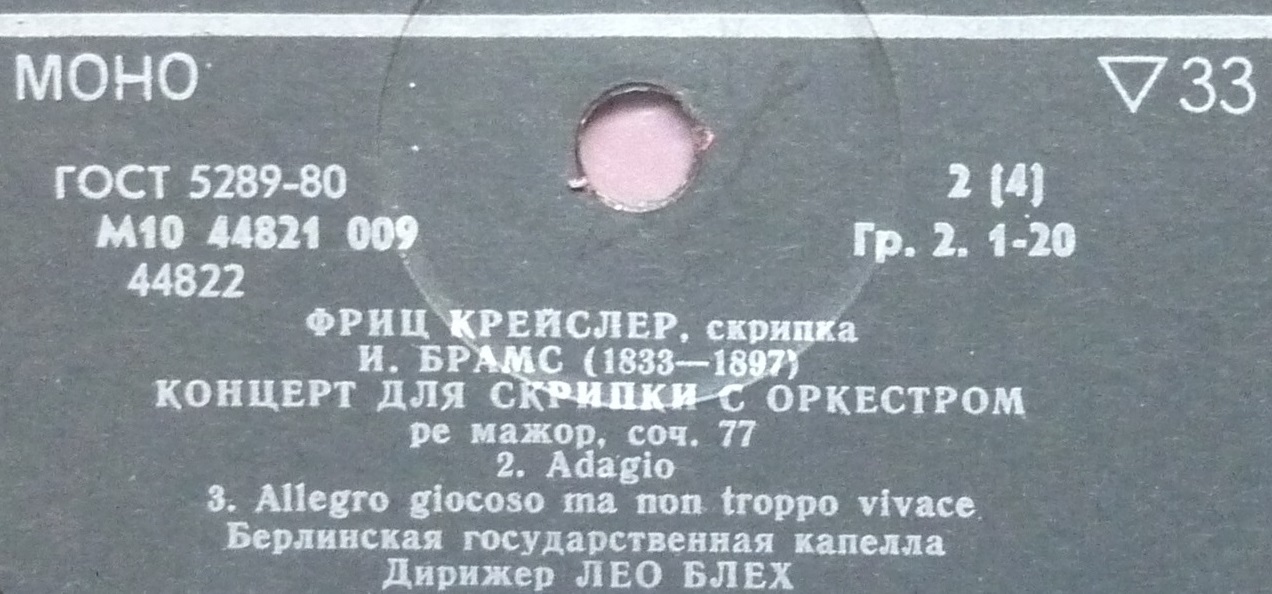 МОНО ▽ 33
ГОСТ 5289-80 2 (4)
М10 44821 009 Гр. 2. 1-20
44822
ФРИЦ КРЕЙСЛЕР, скрипка
И. БРАМС (1833—1897)
КОНЦЕРТ ДЛЯ СКРИПКИ С ОРКЕСТРОМ
ре мажор, соч. 77
2. Adagio
3. Allegro giocoso ma non troppo vivace
Берлинская государственная капелла
Дирижер ЛЕО БЛЕХ